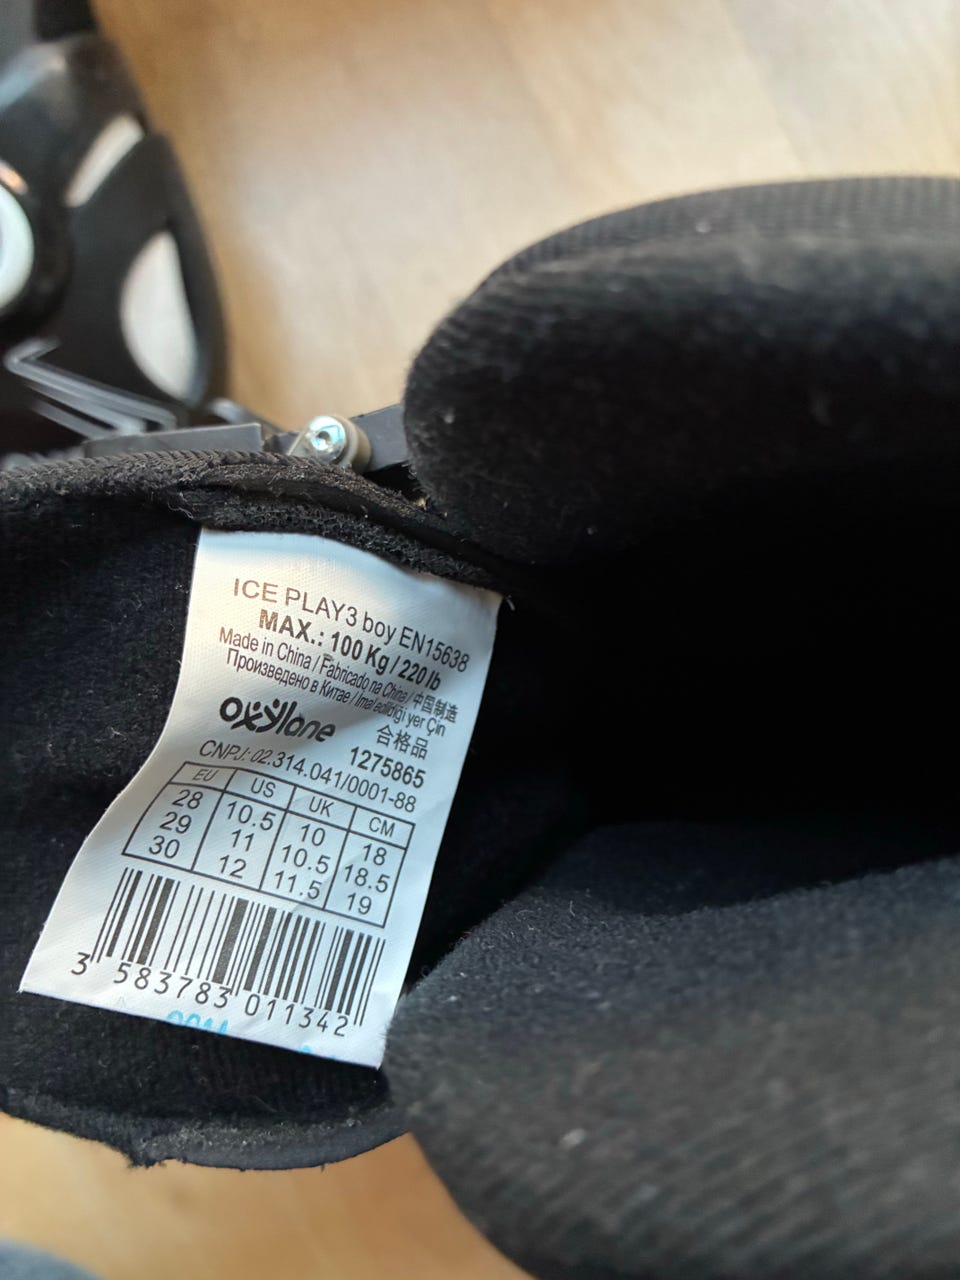 ICE PLAY3 boy EN15638
MAX.: 100 Kg / 220 lb
Made in China / Fabricado na China / 中国制造
Произведено в Китае / İmal edildiği yer Çin
oxylone 合格品
1275865
CNPJ: 02.314.041/0001-88
EU US UK CM
28 10.5 10 18
29 11 10.5 18.5
30 12 11.5 19
3 583783 011342